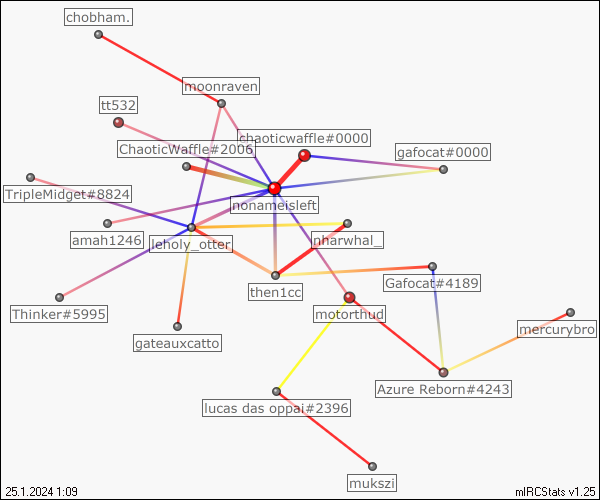 chobham.
moonraven
tt532
chaoticwaffle#0000
ChaoticWaffle#2006
gafocat#0000
TripleMidget#8824
nonameisleft
amah1246
leholy_otter
pharwhal_
then1cc
Gafocat#4189
Thinker#5995
motorthud
mercurybro
gateauxcatto
Azure Reborn#4243
lucas das oppai#2396
mukszi
25.1.2024 1:09
mIRCStats v1.25